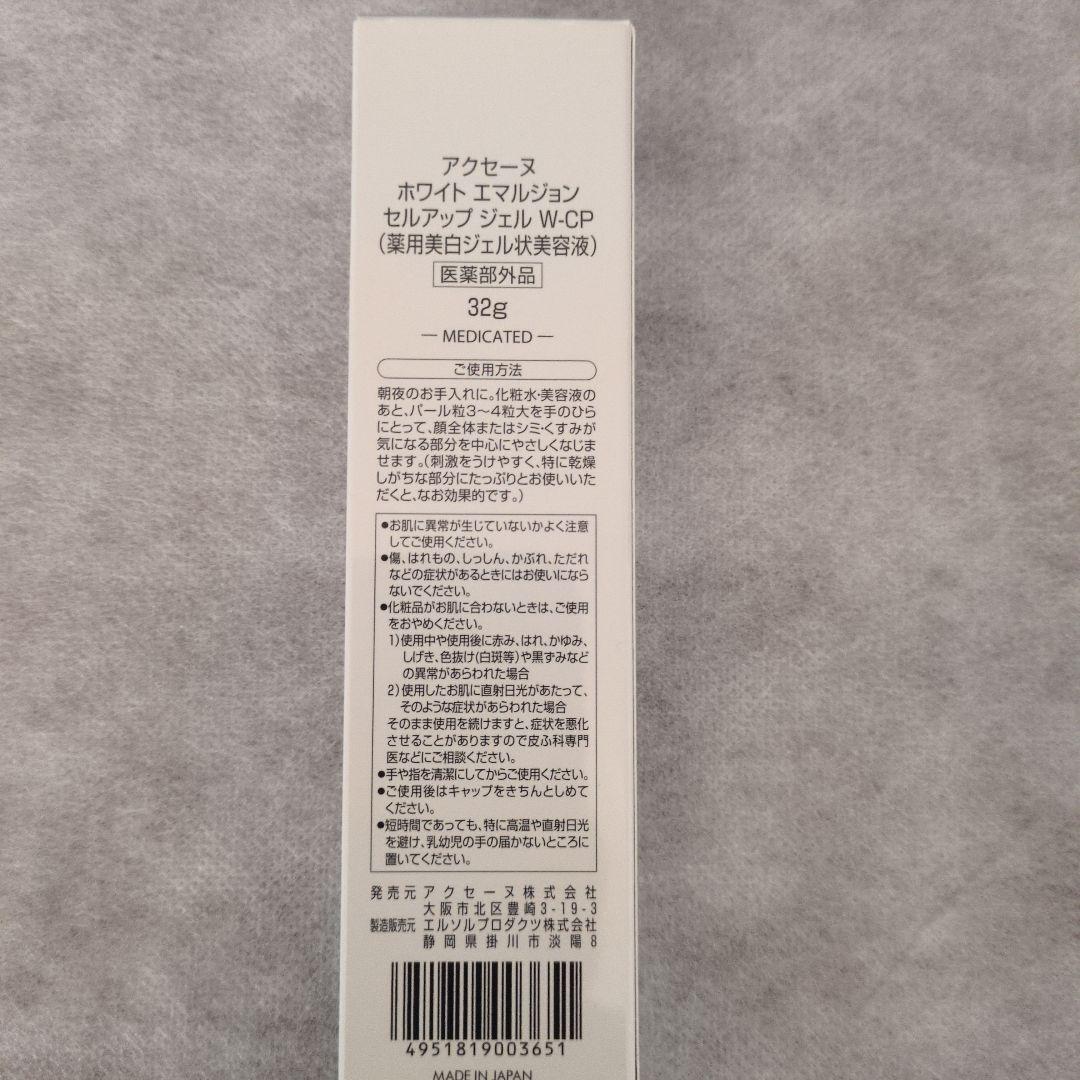 アクセーヌ
ホワイト エマルジョン
セルアップ ジェル W-CP
(薬用美白ジェル状美容液)
医薬部外品
32g
— MEDICATED —
ご使用方法
朝夜のお手入れに。化粧水・美容液の
あと、パール粒3〜4粒大を手のひら
にとって、顔全体またはシミ・くすみが
気になる部分を中心にやさしくなじま
せます。(刺激をうけやすく、特に乾燥
しがちな部分にたっぷりとお使いいた
だくと、なお効果的です。)
●お肌に異常が生じていないかよく注意
してご使用ください。
●傷、はれもの、しっしん、かぶれ、ただれ
などの症状があるときにはお使いになら
ないでください。
●化粧品がお肌に合わないときは、ご使用
をおやめください。
1)使用中や使用後に赤み、はれ、かゆみ、
しげき、色抜け(白斑等)や黒ずみなど
の異常があらわれた場合
2)使用したお肌に直射日光があたって、
そのような症状があらわれた場合
そのまま使用を続けますと、症状を悪化
させることがありますので皮ふ科専門
医などにご相談ください。
●手や指を清潔にしてからご使用ください。
●ご使用後はキャップをきちんとしめて
ください。
●短時間であっても、特に高温や直射日光
を避け、乳幼児の手の届かないところに
置いてください。
発売元 アクセーヌ株式会社
大阪市北区豊崎3-19-3
製造販売元 エルソルプロダクツ株式会社
静岡県掛川市淡陽8
4951819003651
MADE IN JAPAN